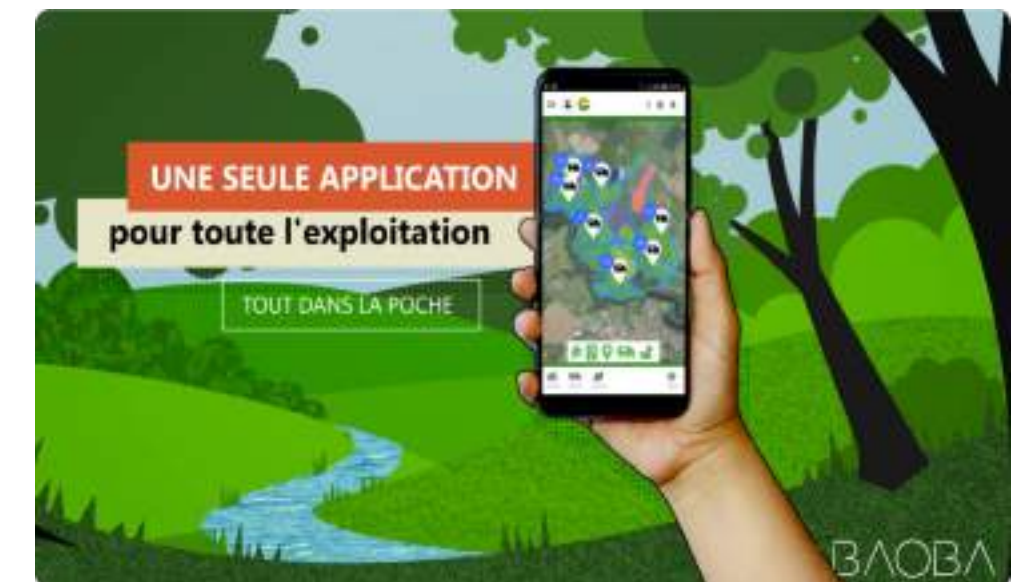 UNE SEULE APPLICATION
pour toute l'exploitation
TOUT DANS LA POCHE
BAOBA